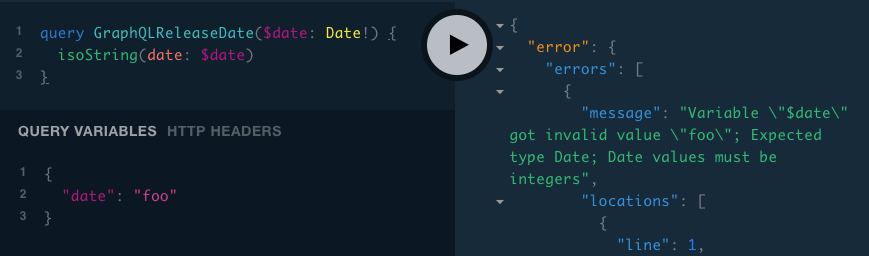 1 query GraphQLReleaseDate($date: Date!) {
2 isoString(date: $date)
3 }
QUERY VARIABLES HTTP HEADERS
1 {
2 "date": "foo"
3 }
{
"error": {
"errors": [
{
"message": "Variable \"$date\"
got invalid value \"foo\"; Expected
type Date; Date values must be
integers",
"locations": [
{
"line": 1,